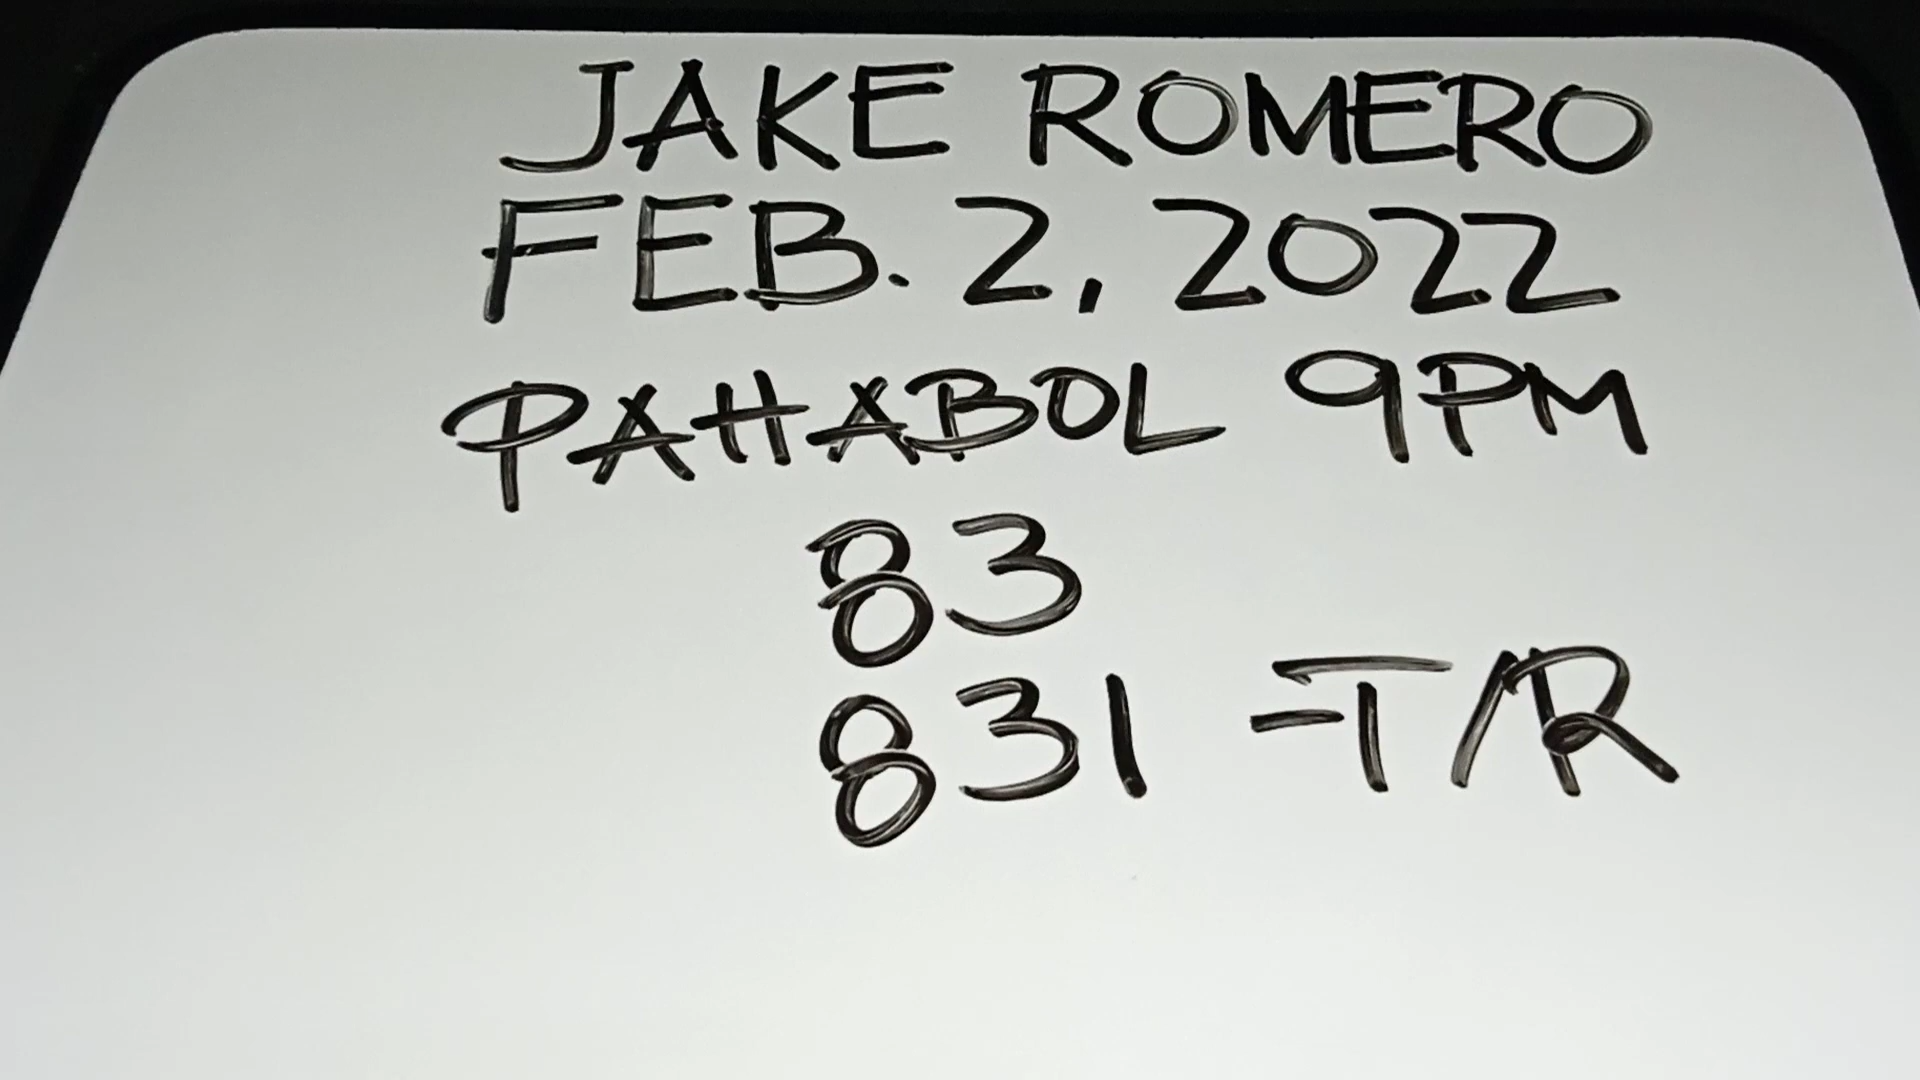 JAKE ROMERO
FEB. 2, 2022
PAHABOL 9PM
83
831 -T/R